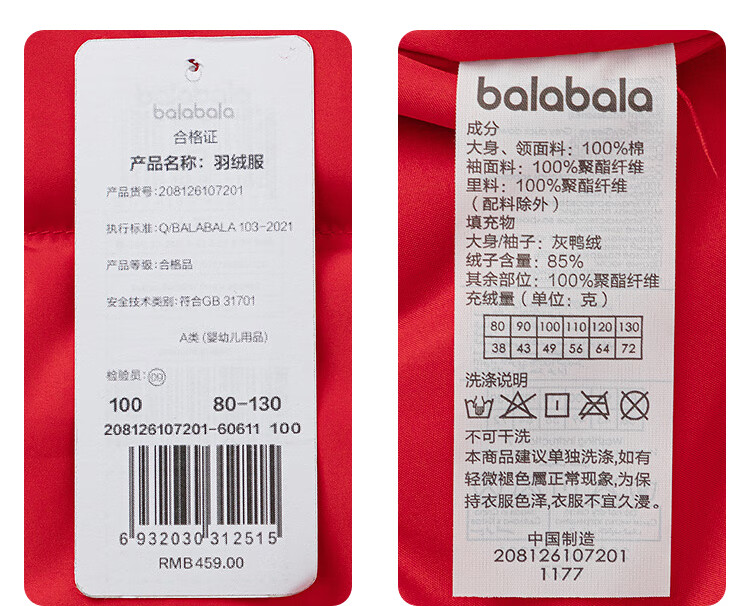 balabala
合格证
产品名称：羽绒服
产品货号：208126107201
执行标准：Q/BALABALA 103-2021
产品等级：合格品
安全技术类别：符合GB 31701
A类 (婴幼儿用品)
检验员：09
100 80-130
208126107201-60611 100
6 932030 312515
RMB459.00
balabala
成分
大身、领面料：100%棉
袖面料：100%聚酯纤维
里料：100%聚酯纤维
（配料除外）
填充物
大身/袖子：灰鸭绒
绒子含量：85%
其余部位：100%聚酯纤维
充绒量（单位：克）
80 90 100 110 120 130
38 43 49 56 64 72
洗涤说明
不可干洗
本商品建议单独洗涤,如有
轻微褪色属正常现象,为保
持衣服色泽,衣服不宜久浸。
中国制造
208126107201
1177